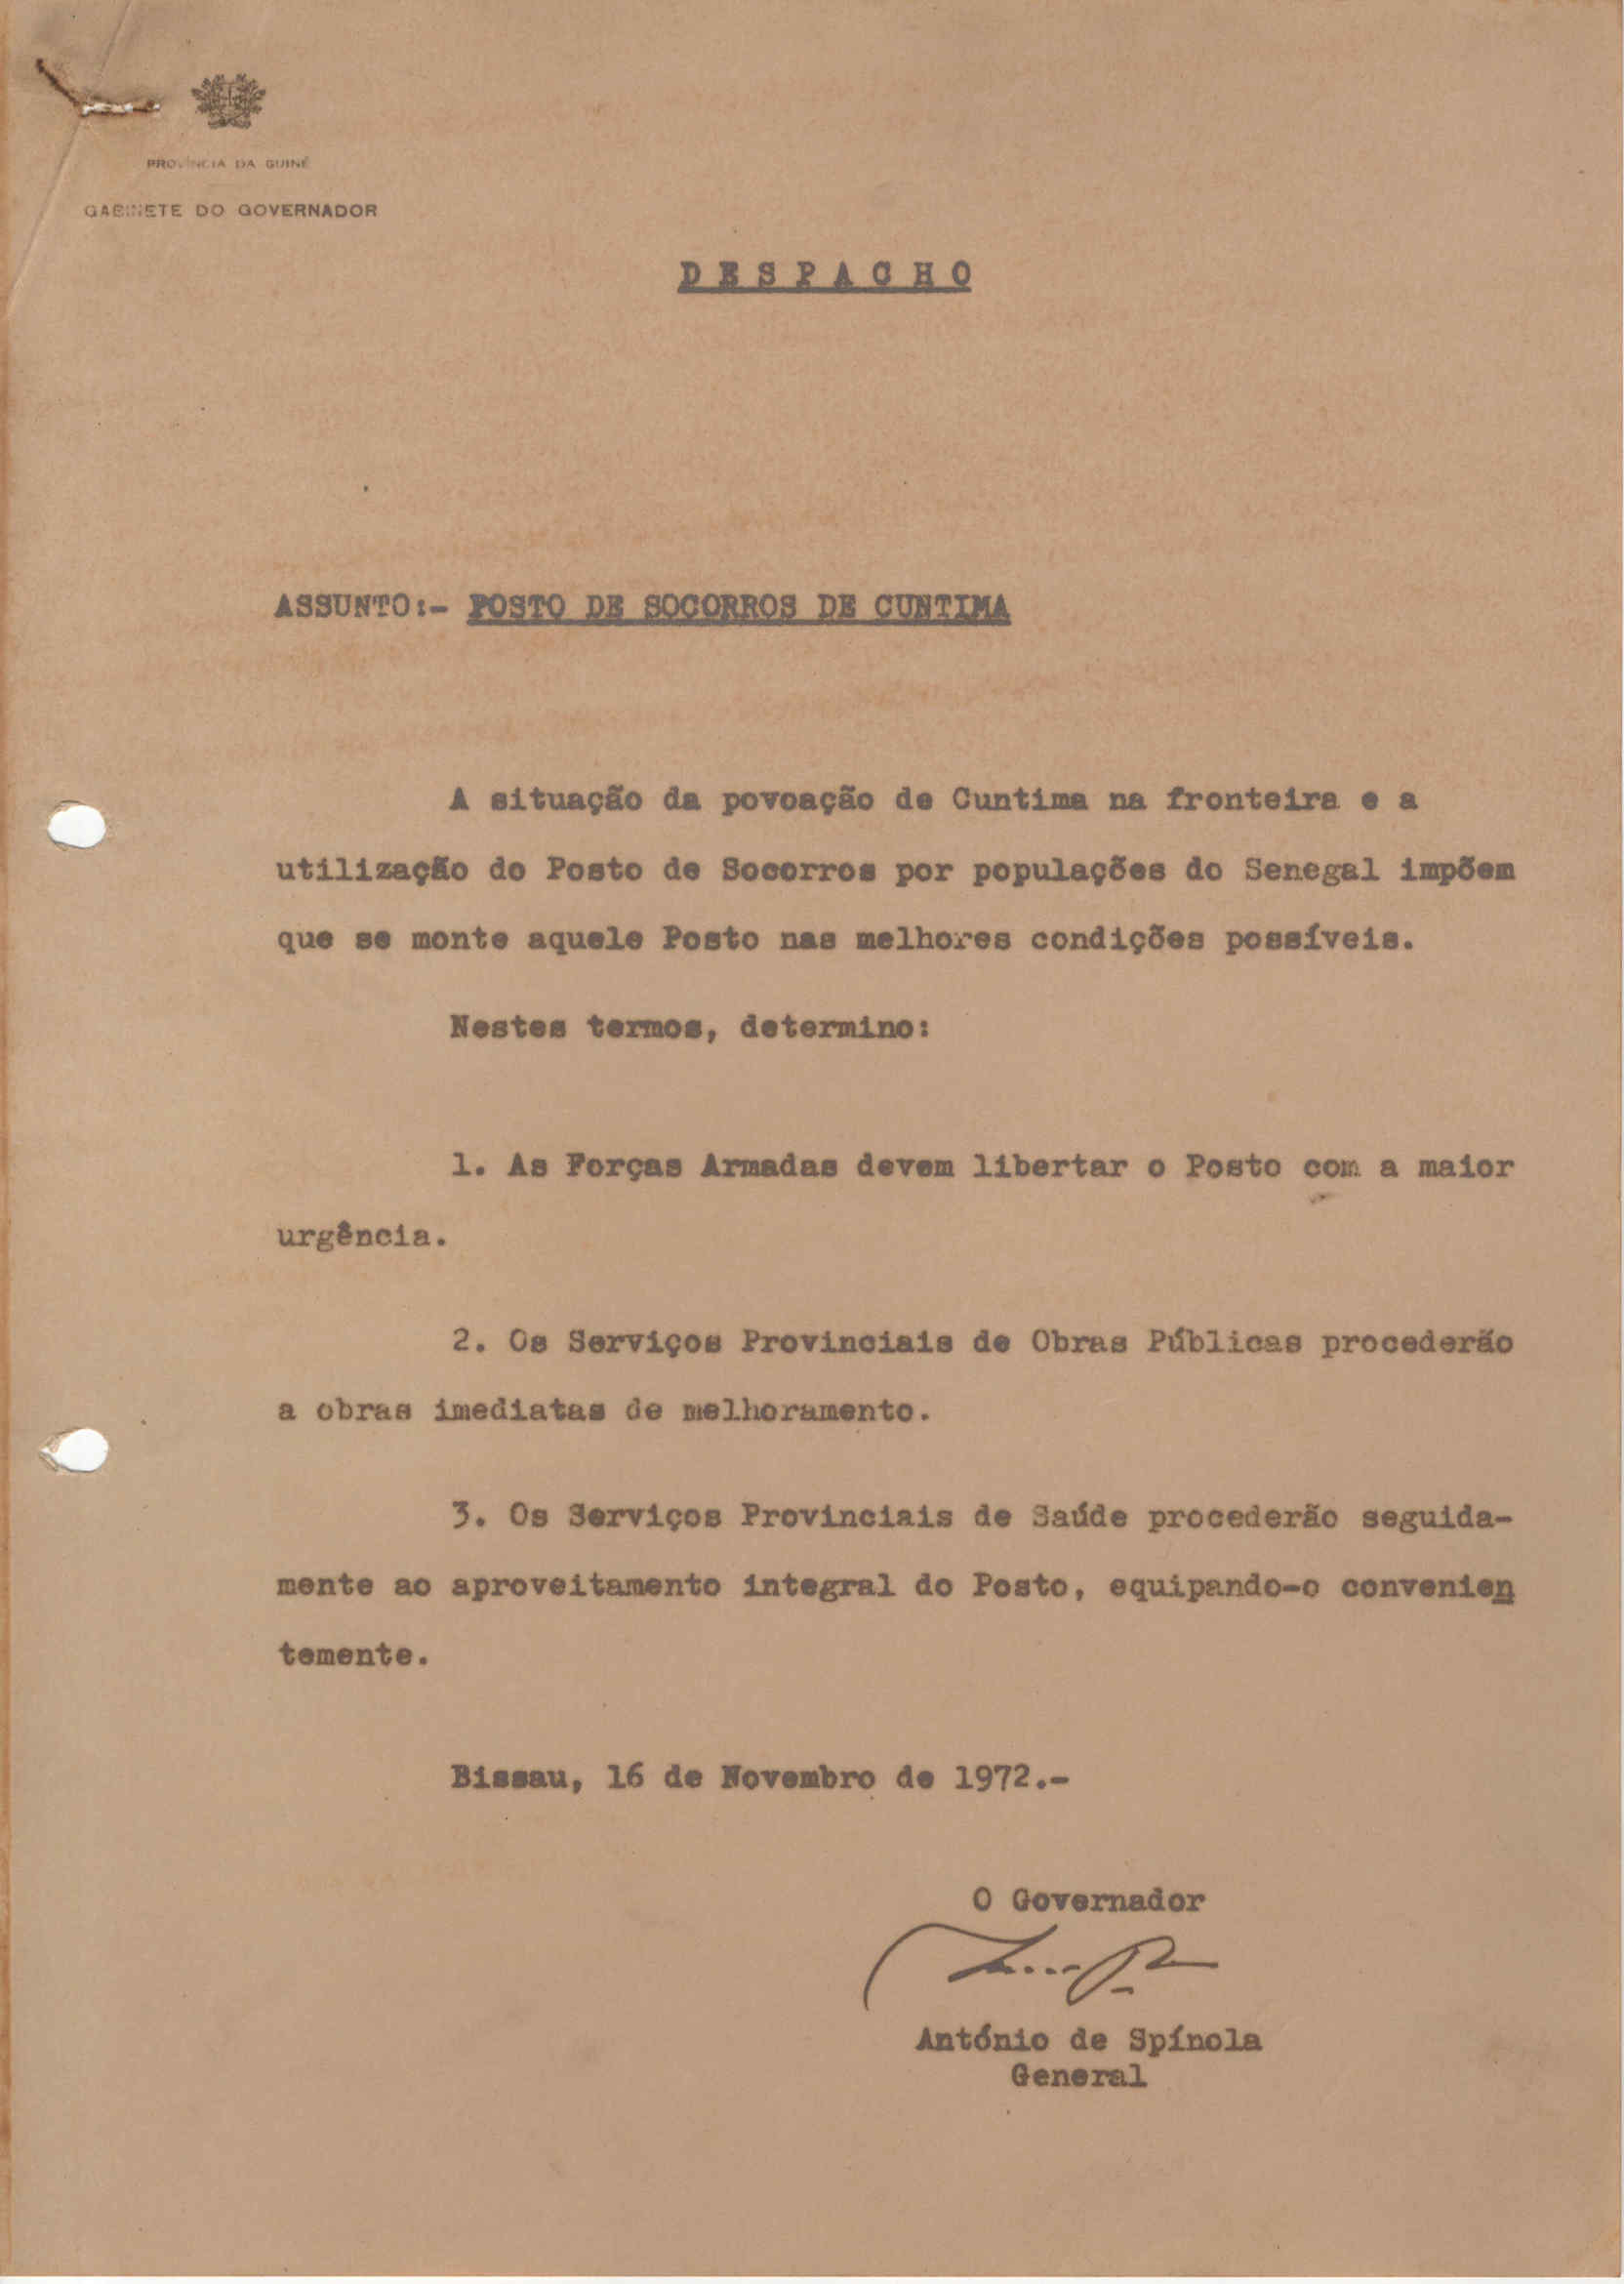 PROVÍNCIA DA GUINÉ
GABINETE DO GOVERNADOR
DESPACHO
ASSUNTO:- POSTO DE SOCORROS DE CUNTIMA
A situação da povoação de Cuntima na fronteira e a
utilização do Posto de Socorros por populações do Senegal impõem
que se monte aquele Posto nas melhores condições possíveis.
Nestes termos, determino:
1. As Forças Armadas devem libertar o Posto com a maior
urgência.
2. Os Serviços Provinciais de Obras Públicas procederão
a obras imediatas de melhoramento.
3. Os Serviços Provinciais de Saúde procederão seguida-
mente ao aproveitamento integral do Posto, equipando-o convenien
temente.
Bissau, 16 de Novembro de 1972.-
O Governador
António de Spínola
General